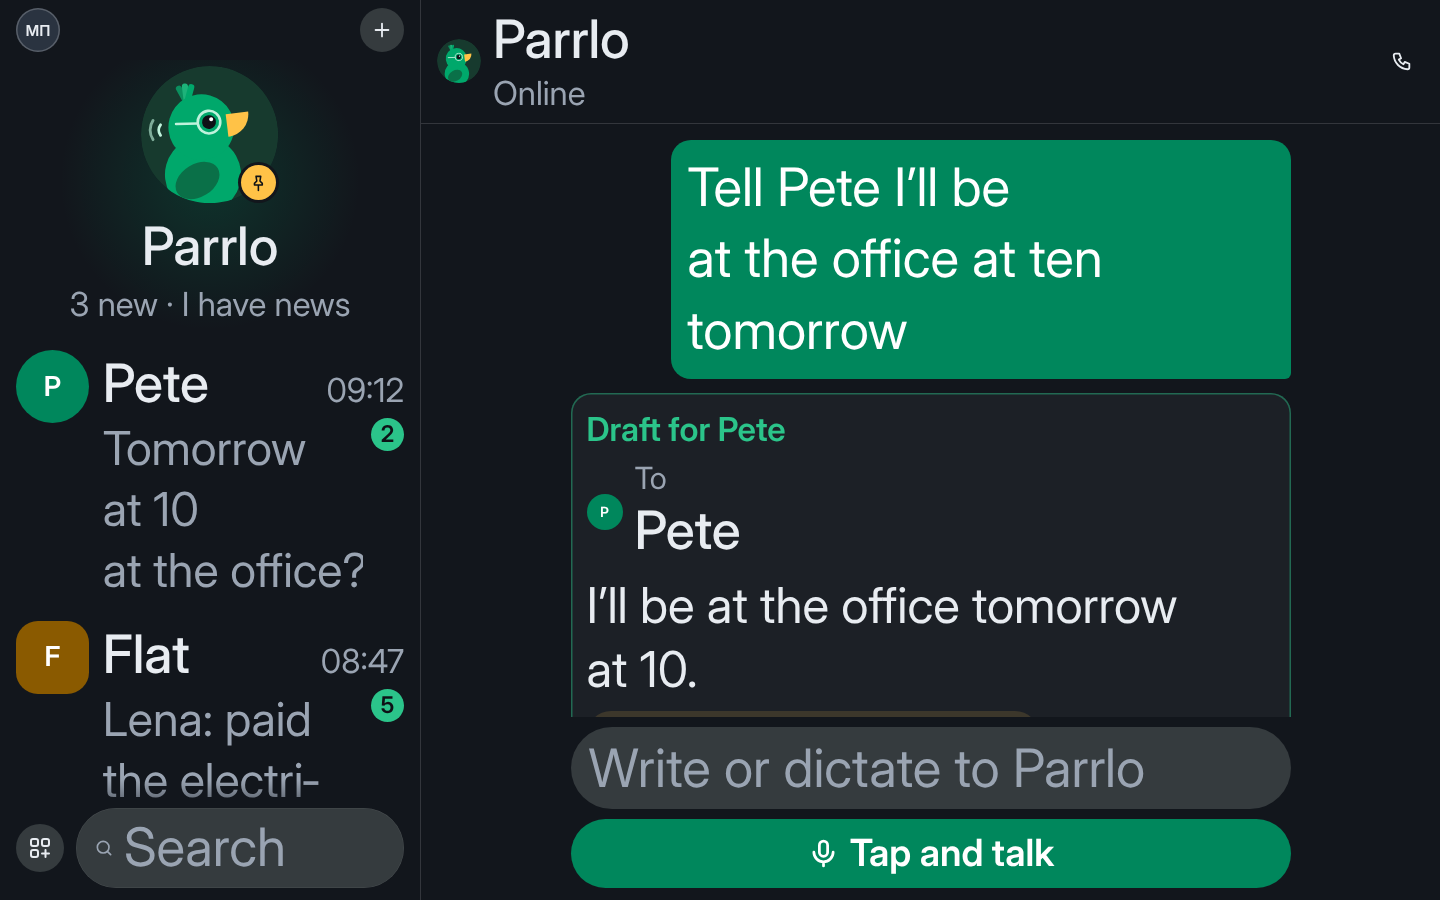 МП
Parrlo
3 new · I have news
P
Pete
09:12
Tomorrow
2
at 10
at the office?
F
Flat
08:47
Lena: paid
5
the electri-
Search
Parrlo
Online
Tell Pete I’ll be
at the office at ten
tomorrow
Draft for Pete
To
P
Pete
I’ll be at the office tomorrow
at 10.
Write or dictate to Parrlo
Tap and talk